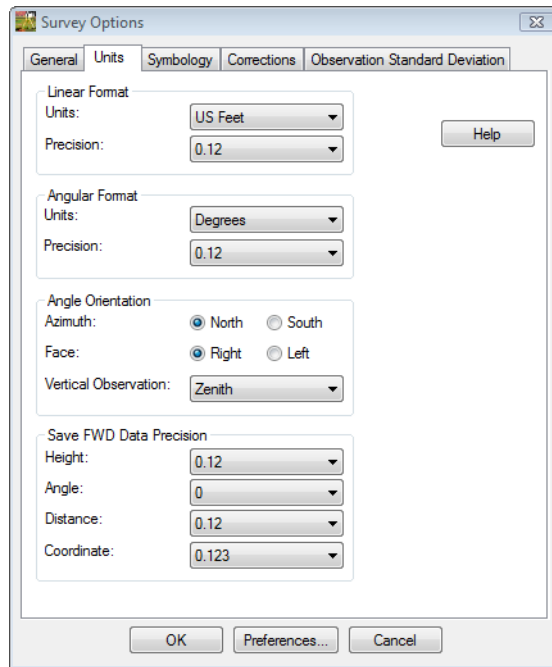 Survey Options
General Units Symbology Corrections Observation Standard Deviation
Linear Format
Units: US Feet
Help
Precision: 0.12
Angular Format
Units: Degrees
Precision: 0.12
Angle Orientation
Azimuth: North South
Face: Right Left
Vertical Observation: Zenith
Save FWD Data Precision
Height: 0.12
Angle: 0
Distance: 0.12
Coordinate: 0.123
OK Preferences... Cancel